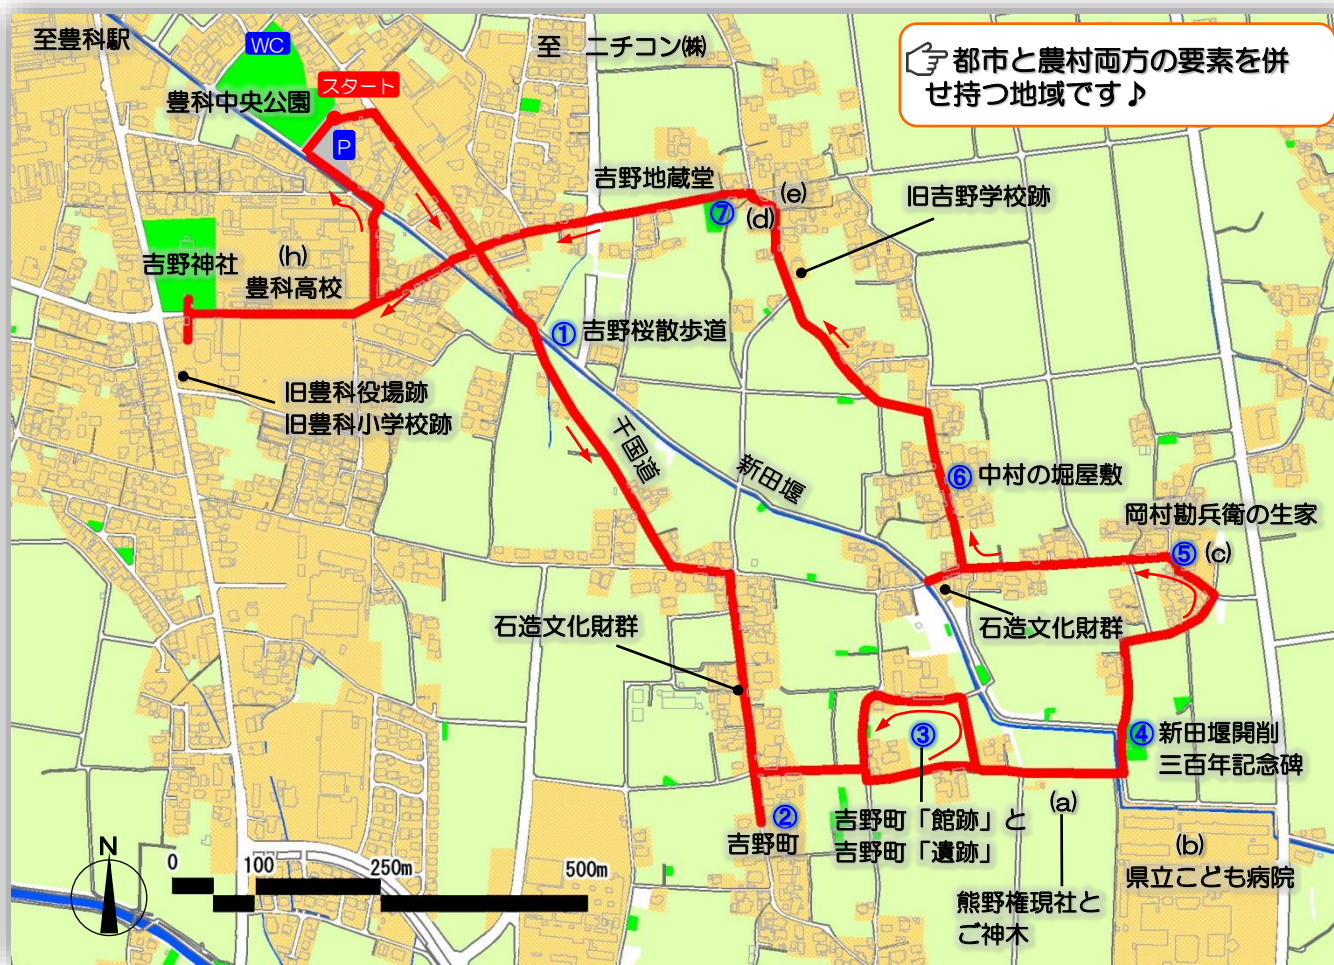 至豊科駅
WC
至 ニチコン㈱
☞都市と農村両方の要素を併
せ持つ地域です♪
スタート
豊科中央公園
P
吉野地蔵堂
(e)
⑦
(d)
旧吉野学校跡
吉野神社
(h)
豊科高校
① 吉野桜散歩道
旧豊科役場跡
旧豊科小学校跡
千国道
新田堰
⑥ 中村の堀屋敷
岡村勘兵衛の生家
⑤ (c)
石造文化財群
石造文化財群
③
④ 新田堰開削
三百年記念碑
②
吉野町
吉野町「館跡」と
吉野町「遺跡」
(a)
熊野権現社と
ご神木
(b)
県立こども病院
N
0 100 250m 500m